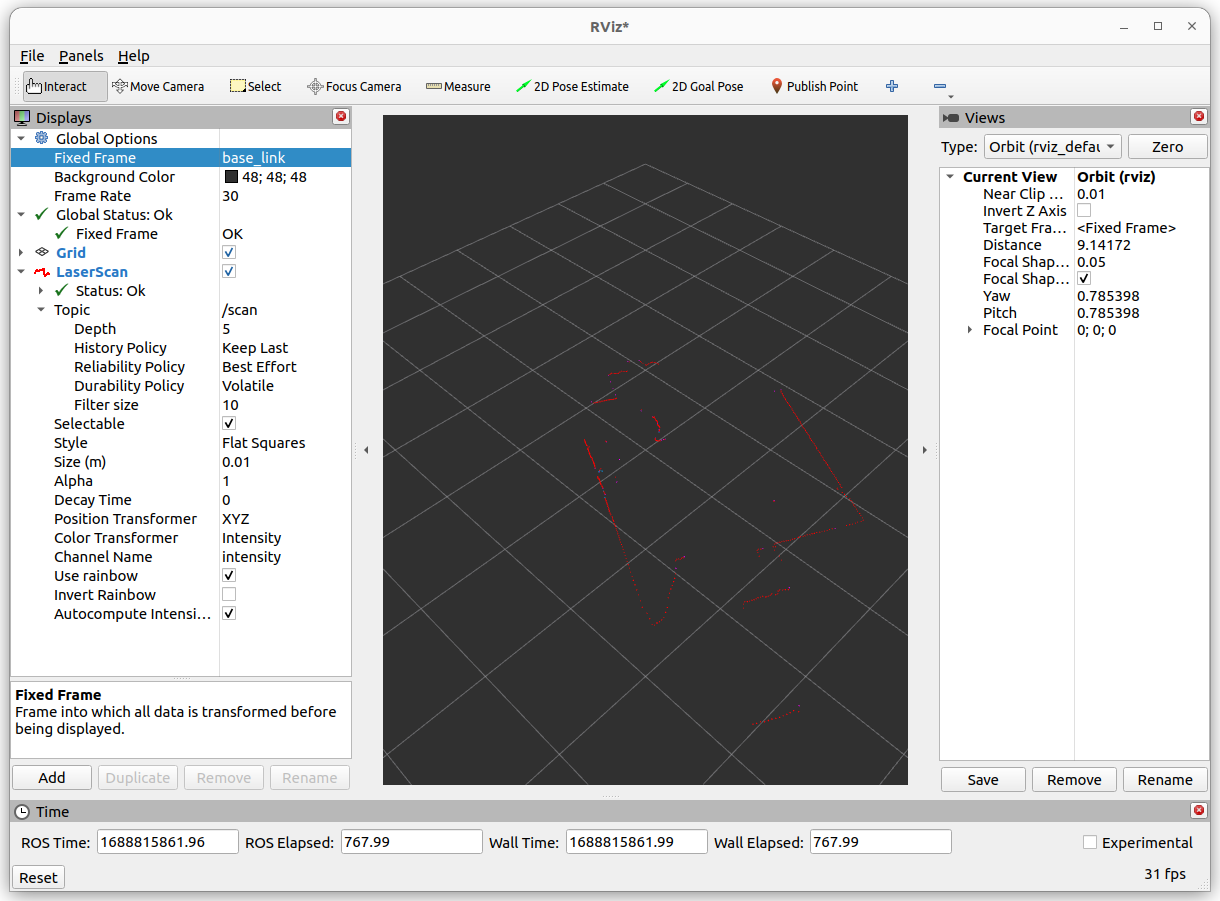 RViz*
File Panels Help
Interact Move Camera Select Focus Camera Measure 2D Pose Estimate 2D Goal Pose Publish Point
Displays
Global Options
Fixed Frame base_link
Background Color 48; 48; 48
Frame Rate 30
Global Status: Ok
Fixed Frame OK
Grid
LaserScan
Status: Ok
Topic /scan
Depth 5
History Policy Keep Last
Reliability Policy Best Effort
Durability Policy Volatile
Filter size 10
Selectable
Style Flat Squares
Size (m) 0.01
Alpha 1
Decay Time 0
Position Transformer XYZ
Color Transformer Intensity
Channel Name intensity
Use rainbow
Invert Rainbow
Autocompute Intensi...
Fixed Frame
Frame into which all data is transformed before
being displayed.
Add Duplicate Remove Rename
Views
Type: Orbit (rviz_defau Zero
Current View Orbit (rviz)
Near Clip ... 0.01
Invert Z Axis
Target Fra... <Fixed Frame>
Distance 9.14172
Focal Shap... 0.05
Focal Shap...
Yaw 0.785398
Pitch 0.785398
Focal Point 0; 0; 0
Save Remove Rename
Time
ROS Time: 1688815861.96 ROS Elapsed: 767.99 Wall Time: 1688815861.99 Wall Elapsed: 767.99 Experimental
Reset 31 fps